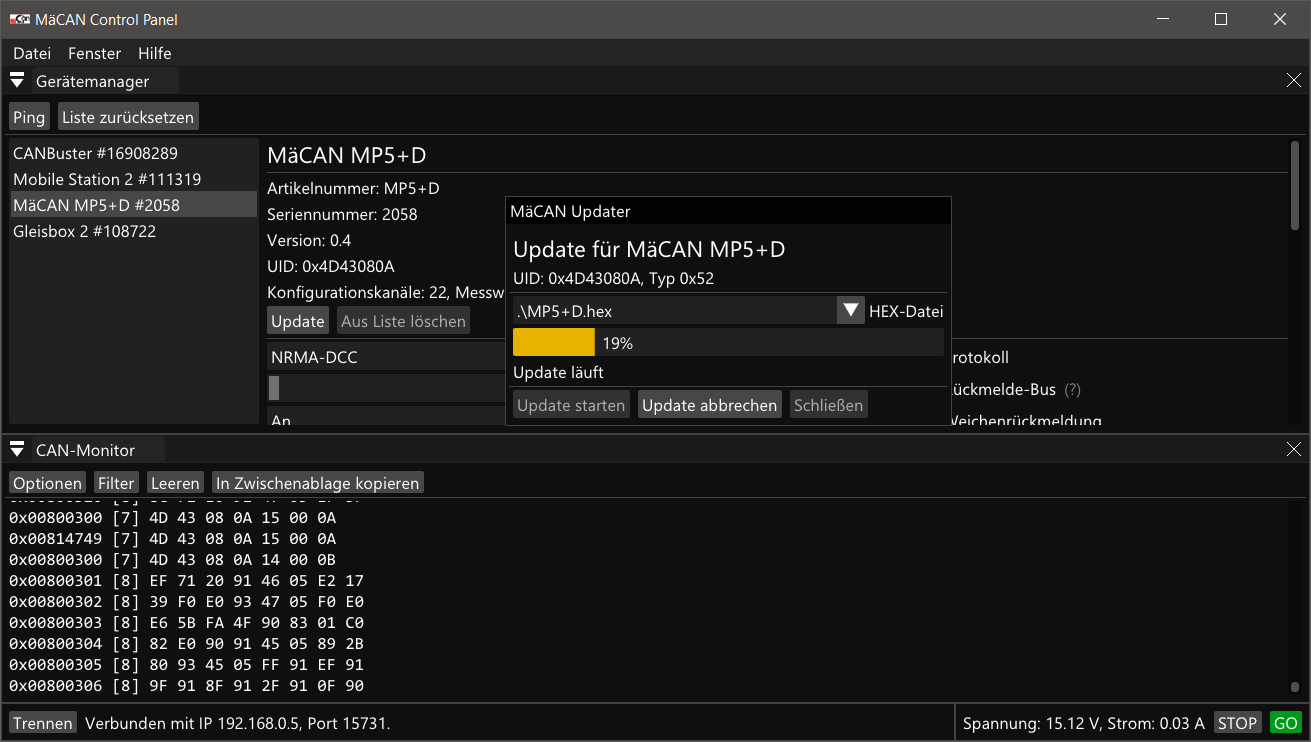 MäCAN Control Panel
Datei Fenster Hilfe
Gerätemanager
Ping Liste zurücksetzen
CANBuster #16908289
Mobile Station 2 #111319
MäCAN MP5+D #2058
Gleisbox 2 #108722
MäCAN MP5+D
Artikelnummer: MP5+D
Seriennummer: 2058
Version: 0.4
UID: 0x4D43080A
Konfigurationskanäle: 22, Messw
Update Aus Liste löschen
NRMA-DCC
An
rotokoll
ückmelde-Bus (?)
Weichenrückmeldung
MäCAN Updater
Update für MäCAN MP5+D
UID: 0x4D43080A, Typ 0x52
.\MP5+D.hex HEX-Datei
19%
Update läuft
Update starten Update abbrechen Schließen
CAN-Monitor
Optionen Filter Leeren In Zwischenablage kopieren
0x00800300 [7] 4D 43 08 0A 15 00 0A
0x00814749 [7] 4D 43 08 0A 15 00 0A
0x00800300 [7] 4D 43 08 0A 14 00 0B
0x00800301 [8] EF 71 20 91 46 05 E2 17
0x00800302 [8] 39 F0 E0 93 47 05 F0 E0
0x00800303 [8] E6 5B FA 4F 90 83 01 C0
0x00800304 [8] 82 E0 90 91 45 05 89 2B
0x00800305 [8] 80 93 45 05 FF 91 EF 91
0x00800306 [8] 9F 91 8F 91 2F 91 0F 90
Trennen Verbunden mit IP 192.168.0.5, Port 15731.
Spannung: 15.12 V, Strom: 0.03 A STOP GO